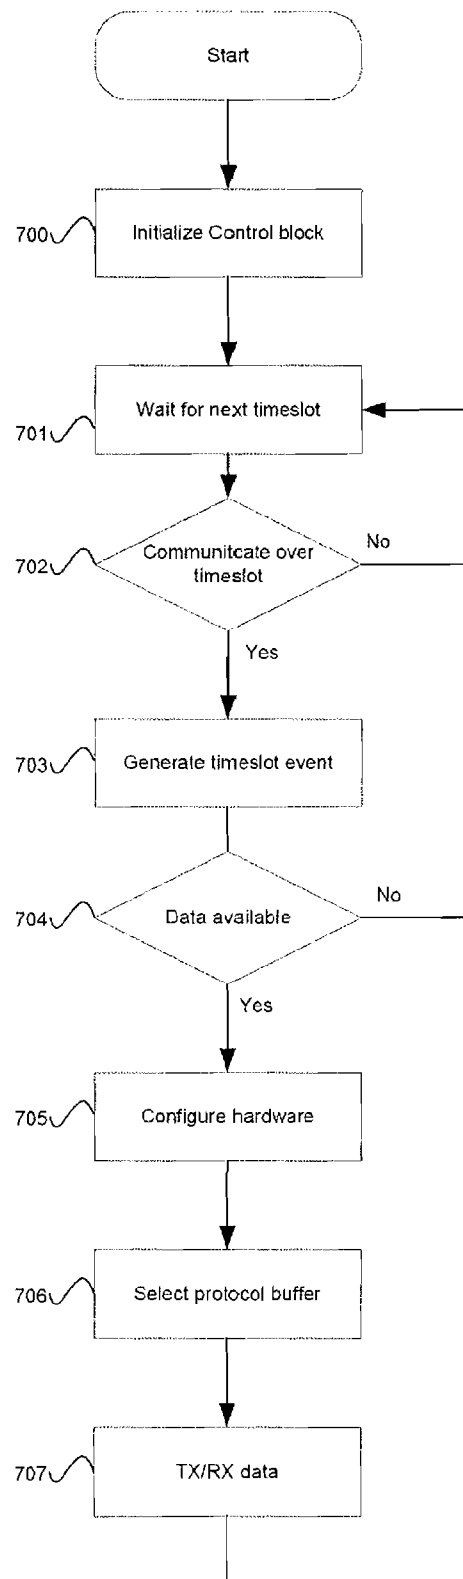 Start
700
Initialize Control block
Wait for next timeslot
701
Communitcate over
timeslot
No
702
Yes
703
Generate timeslot event
704
Data available
No
Yes
705
Configure hardware
706
Select protocol buffer
707
TX/RX data